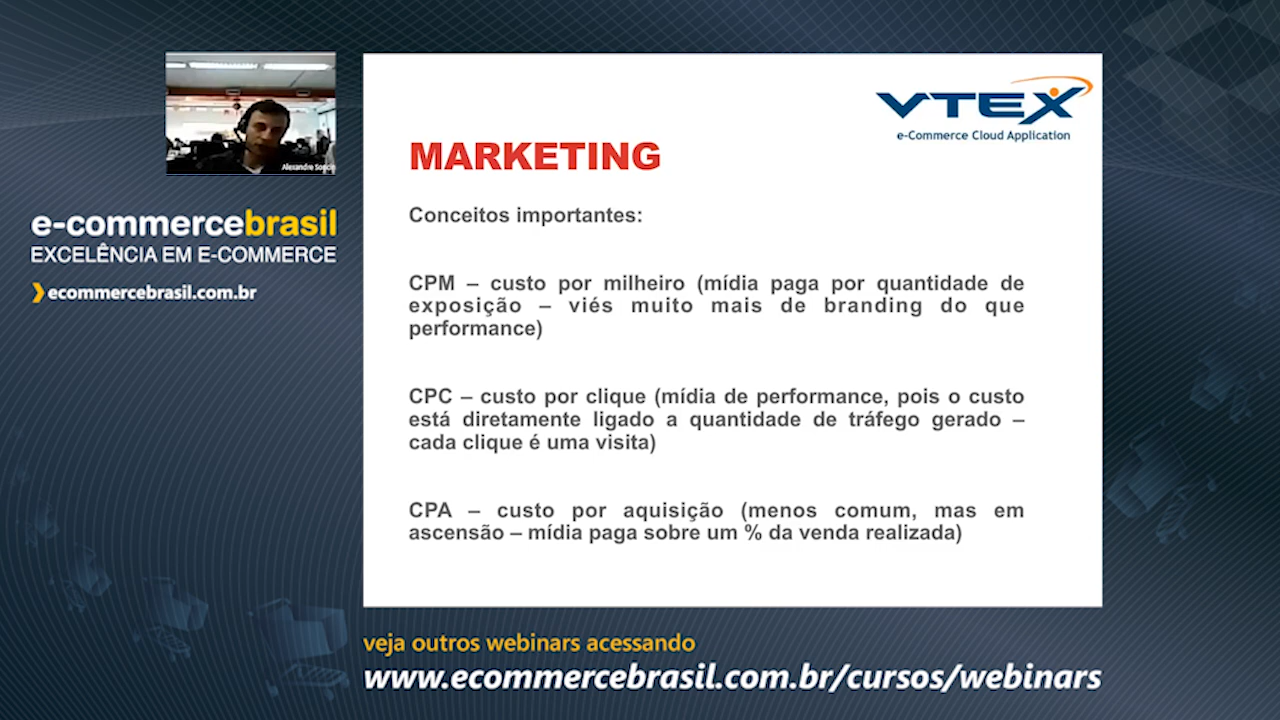 Alexandre Soncin
e-commercebrasil
EXCELÊNCIA EM E-COMMERCE
ecommercebrasil.com.br
VTEX
e-Commerce Cloud Application
MARKETING
Conceitos importantes:
CPM – custo por milheiro (mídia paga por quantidade de
exposição – viés muito mais de branding do que
performance)
CPC – custo por clique (mídia de performance, pois o custo
está diretamente ligado a quantidade de tráfego gerado –
cada clique é uma visita)
CPA – custo por aquisição (menos comum, mas em
ascensão – mídia paga sobre um % da venda realizada)
veja outros webinars acessando
www.ecommercebrasil.com.br/cursos/webinars